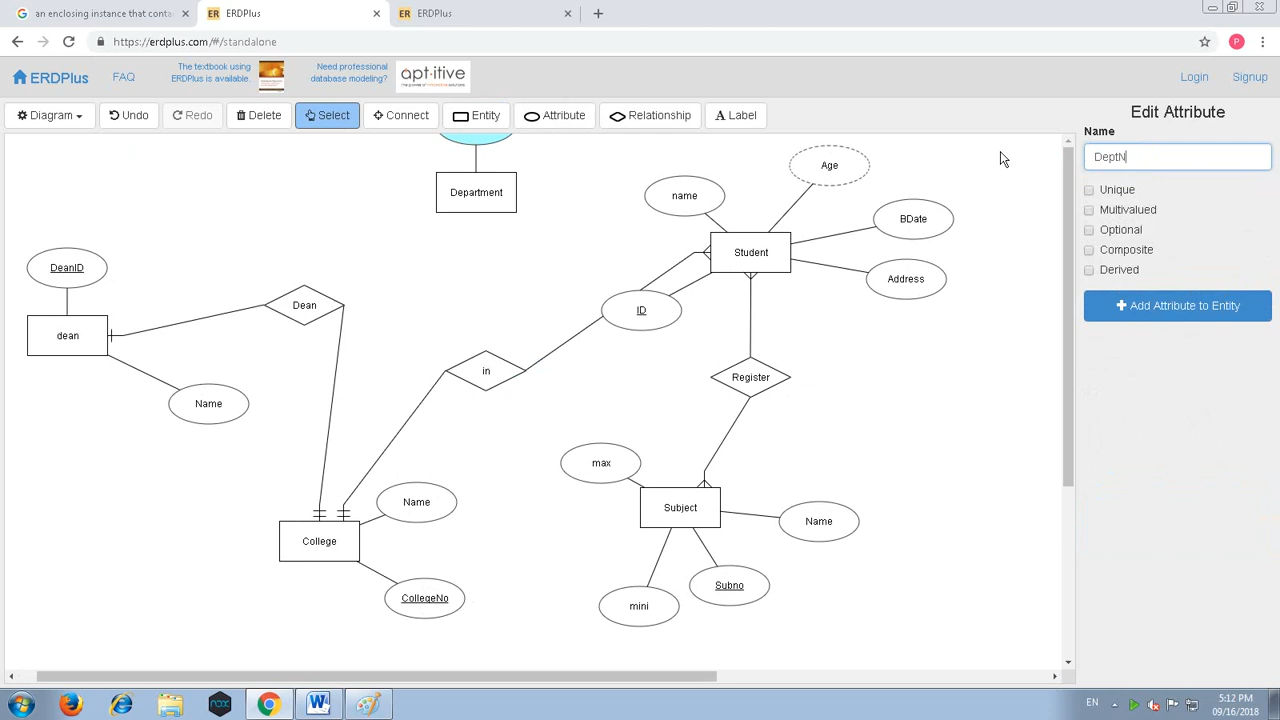 an enclosing instance that conta
ERDPlus
ERDPlus
https://erdplus.com/#/standalone
ERDPlus
FAQ
The textbook using
ERDPlus is available.
Need professional
database modeling?
apt·itive
Login
Signup
Diagram
Undo
Redo
Delete
Select
Connect
Entity
Attribute
Relationship
A Label
Edit Attribute
Name
DeptN
Unique
Multivalued
Optional
Composite
Derived
Add Attribute to Entity
Age
name
Department
BDate
Student
DeanID
Address
Dean
ID
dean
in
Register
Name
max
Name
Subject
Name
College
Subno
CollegeNo
mini
EN
5:12 PM
09/16/2018